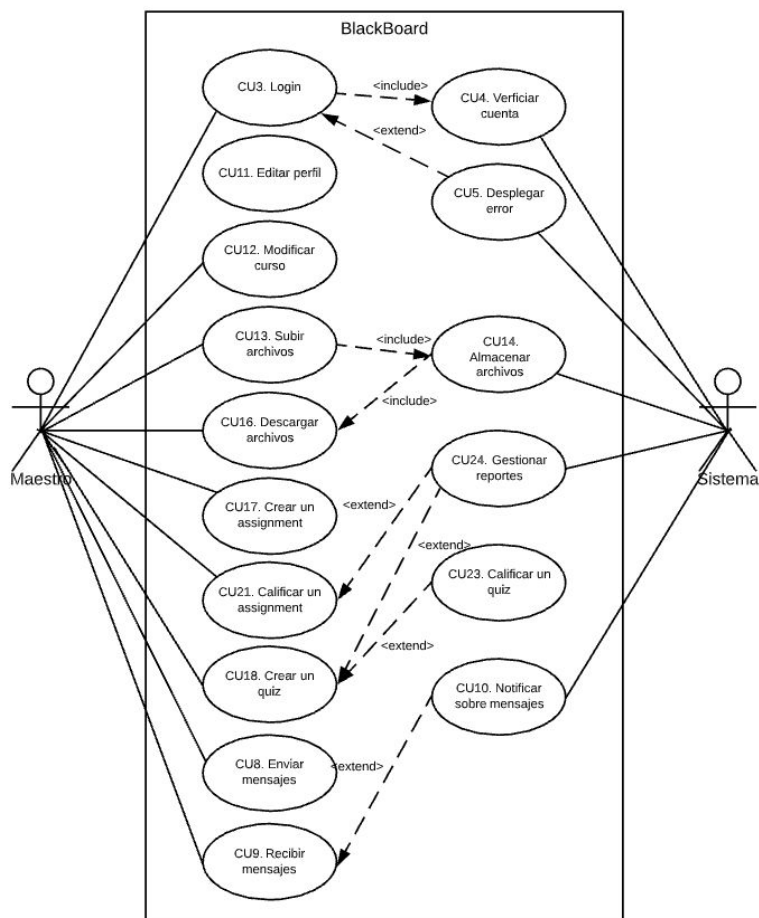 BlackBoard
CU3. Login
<include>
CU4. Verficiar
cuenta
<extend>
CU11. Editar perfil
CU5. Desplegar
error
CU12. Modificar
curso
CU13. Subir
archivos
<include>
CU14.
Almacenar
archivos
<include>
CU16. Descargar
archivos
Maestro
Sistema
CU24. Gestionar
reportes
<extend>
CU17. Crear un
assignment
<extend>
CU23. Calificar un
quiz
CU21. Calificar un
assignment
<extend>
CU18. Crear un
quiz
CU10. Notificar
sobre mensajes
CU8. Enviar
mensajes
<extend>
CU9. Recibir
mensajes